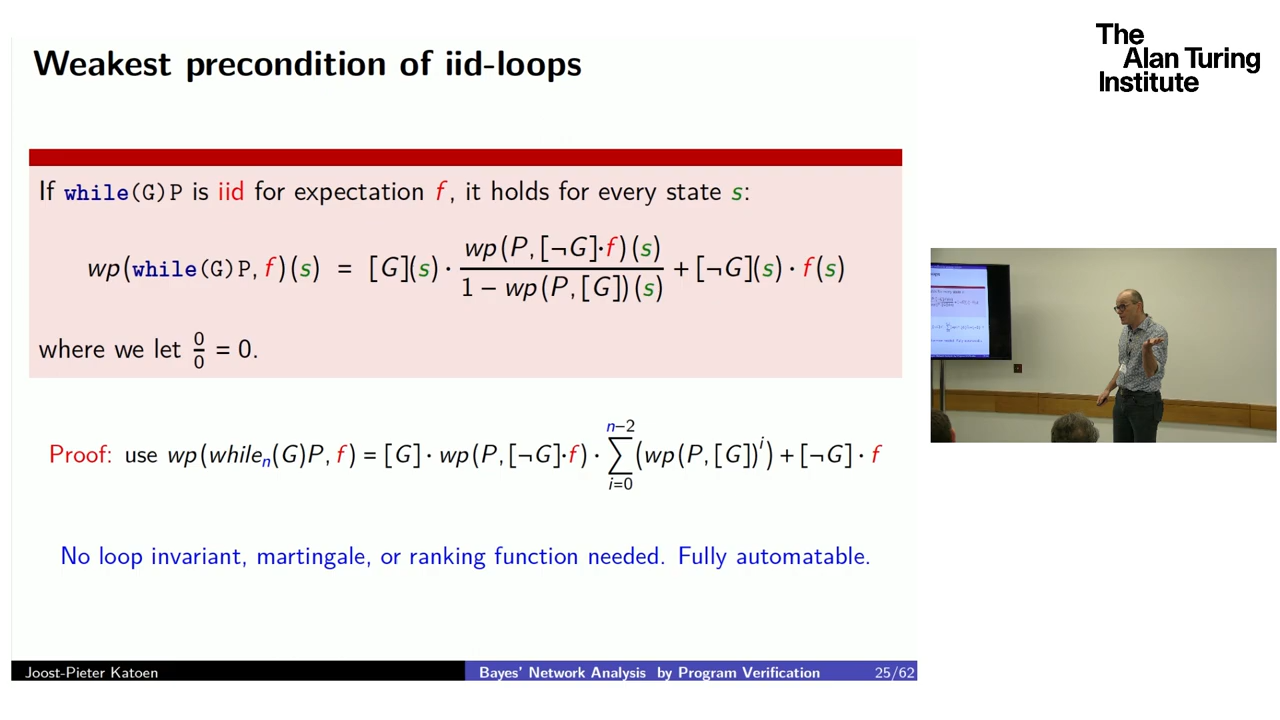 Weakest precondition of iid-loops
The
Alan Turing
Institute
If while(G)P is iid for expectation f, it holds for every state s:
wp(while(G)P, f)(s) = [G](s) · wp(P, [¬G]·f)(s) / 1 − wp(P, [G])(s) + [¬G](s) · f(s)
where we let 0/0 = 0.
Proof: use wp(whileₙ(G)P, f) = [G] · wp(P, [¬G]·f) · ∑_{i=0}^{n−2} (wp(P, [G])^i) + [¬G] · f
No loop invariant, martingale, or ranking function needed. Fully automatable.
Joost-Pieter Katoen Bayes' Network Analysis by Program Verification 25/62